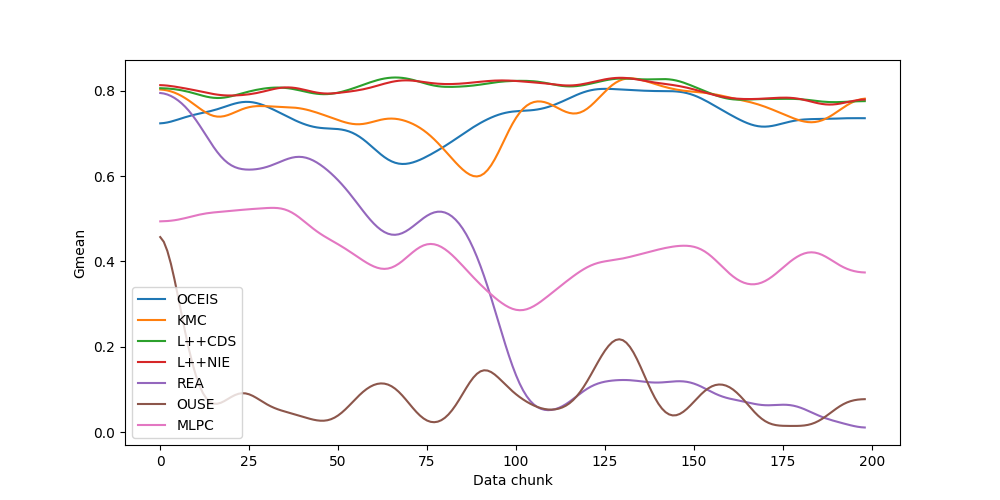 Gmean
0.8
0.6
0.4
0.2
0.0
OCEIS
KMC
L++CDS
L++NIE
REA
OUSE
MLPC
0 25 50 75 100 125 150 175 200
Data chunk